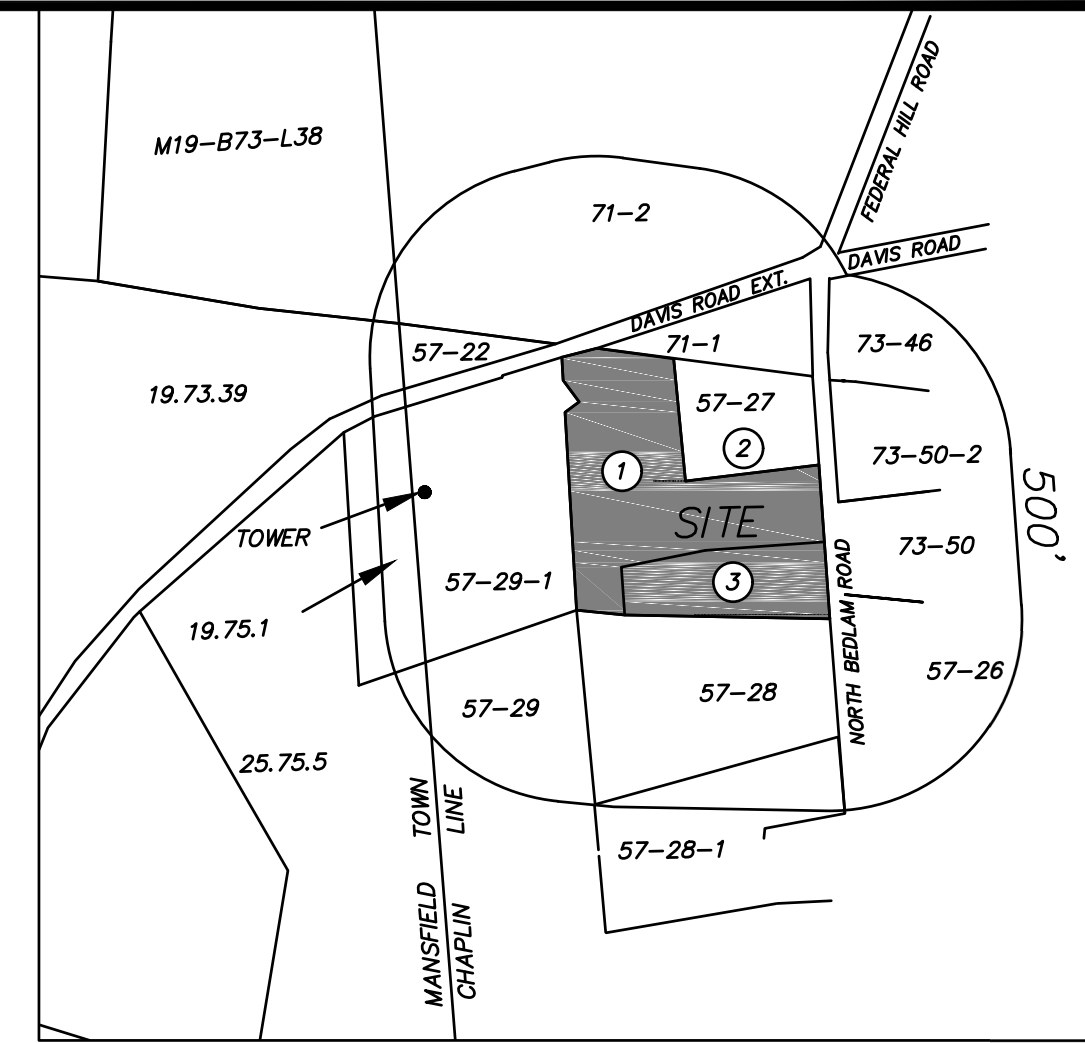 FEDERAL HILL ROAD
M19-B73-L38
71-2
DAVIS ROAD
DAVIS ROAD EXT.
71-1
73-46
57-22
19.73.39
57-27
2
73-50-2
1
500'
SITE
TOWER
73-50
57-29-1
3
NORTH BEDLAM ROAD
19.75.1
57-26
57-28
57-29
25.75.5
TOWN
LINE
57-28-1
MANSFIELD
CHAPLIN